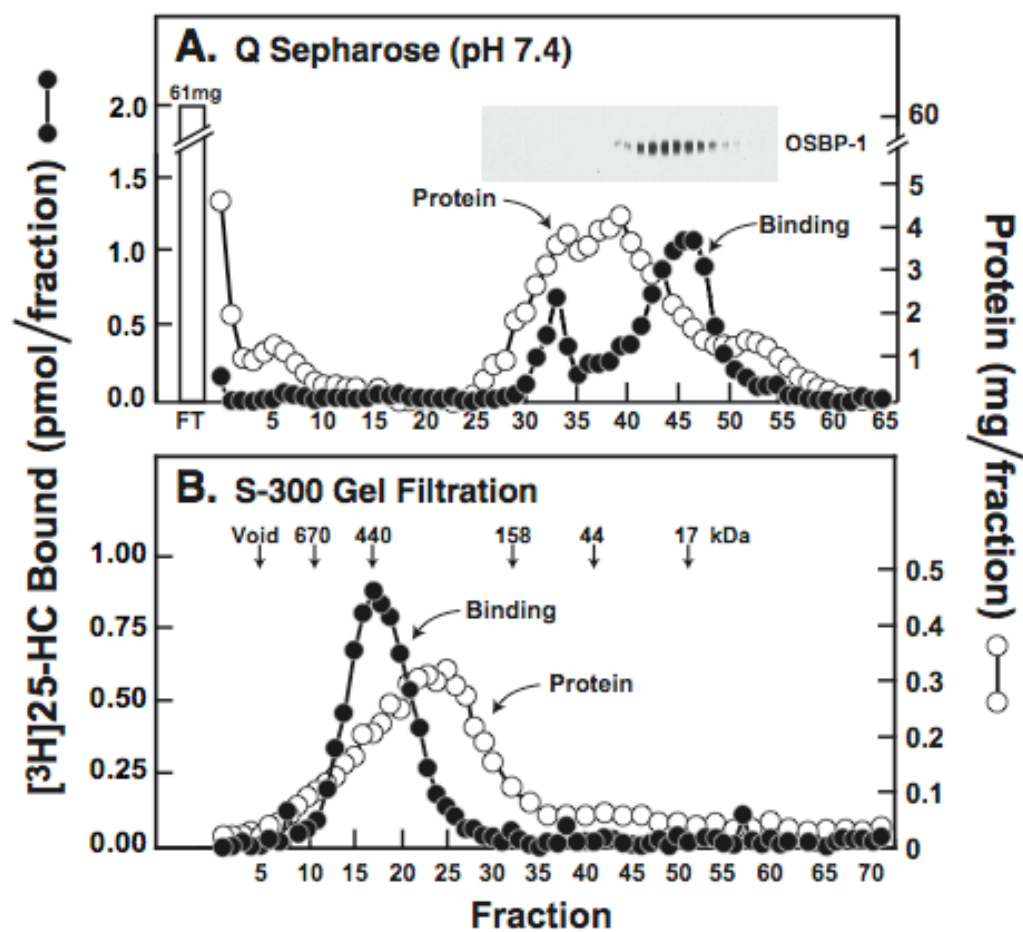 A. Q Sepharose (pH 7.4)
61mg
2.0
1.5
1.0
0.5
0.0
60
5
4
3
2
1
OSBP-1
Protein
Binding
FT 5 10 15 20 25 30 35 40 45 50 55 60 65
B. S-300 Gel Filtration
Void 670 440 158 44 17 kDa
1.00
0.75
0.50
0.25
0.00
0.5
0.4
0.3
0.2
0.1
0
Binding
Protein
5 10 15 20 25 30 35 40 45 50 55 60 65 70
Fraction
[³H]25-HC Bound (pmol/fraction)
Protein (mg/fraction)